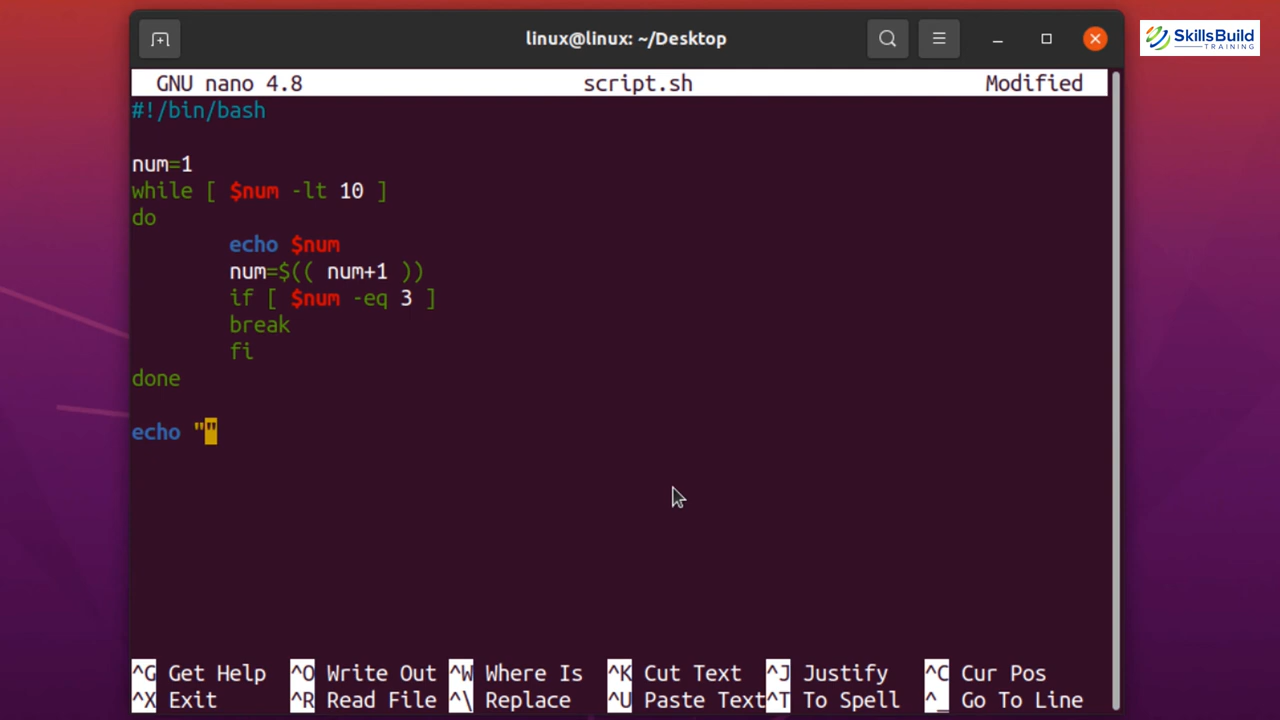 linux@linux: ~/Desktop
SkillsBuild
TRAINING
GNU nano 4.8 script.sh Modified
#!/bin/bash
num=1
while [ $num -lt 10 ]
do
echo $num
num=$(( num+1 ))
if [ $num -eq 3 ]
break
fi
done
echo ""
^G Get Help ^O Write Out ^W Where Is ^K Cut Text ^J Justify ^C Cur Pos
^X Exit ^R Read File ^\ Replace ^U Paste Text^T To Spell ^_ Go To Line